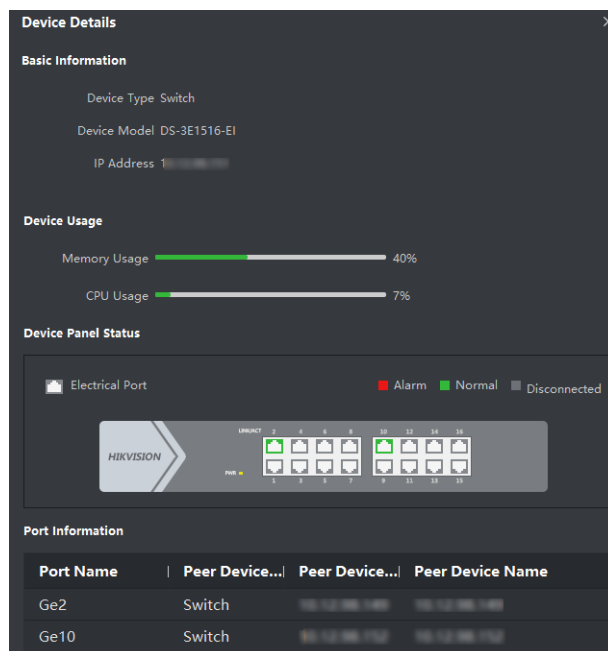 Device Details
Basic Information
Device Type Switch
Device Model DS-3E1516-EI
IP Address
Device Usage
Memory Usage 40%
CPU Usage 7%
Device Panel Status
Electrical Port Alarm Normal Disconnected
LINK/ACT 2 4 6 8 10 12 14 16
HIKVISION
PWR
1 3 5 7 9 11 13 15
Port Information
Port Name Peer Device... Peer Device... Peer Device Name
Ge2 Switch
Ge10 Switch